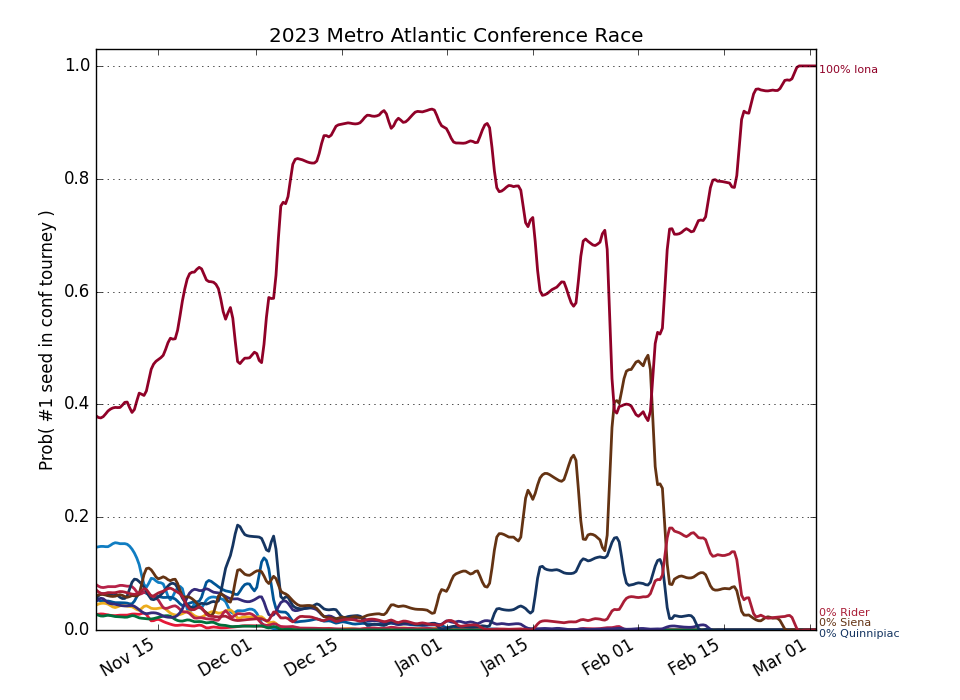 2023 Metro Atlantic Conference Race
Prob( #1 seed in conf tourney )
1.0
0.8
0.6
0.4
0.2
0.0
100% Iona
0% Rider
0% Siena
0% Quinnipiac
Nov 15
Dec 01
Dec 15
Jan 01
Jan 15
Feb 01
Feb 15
Mar 01